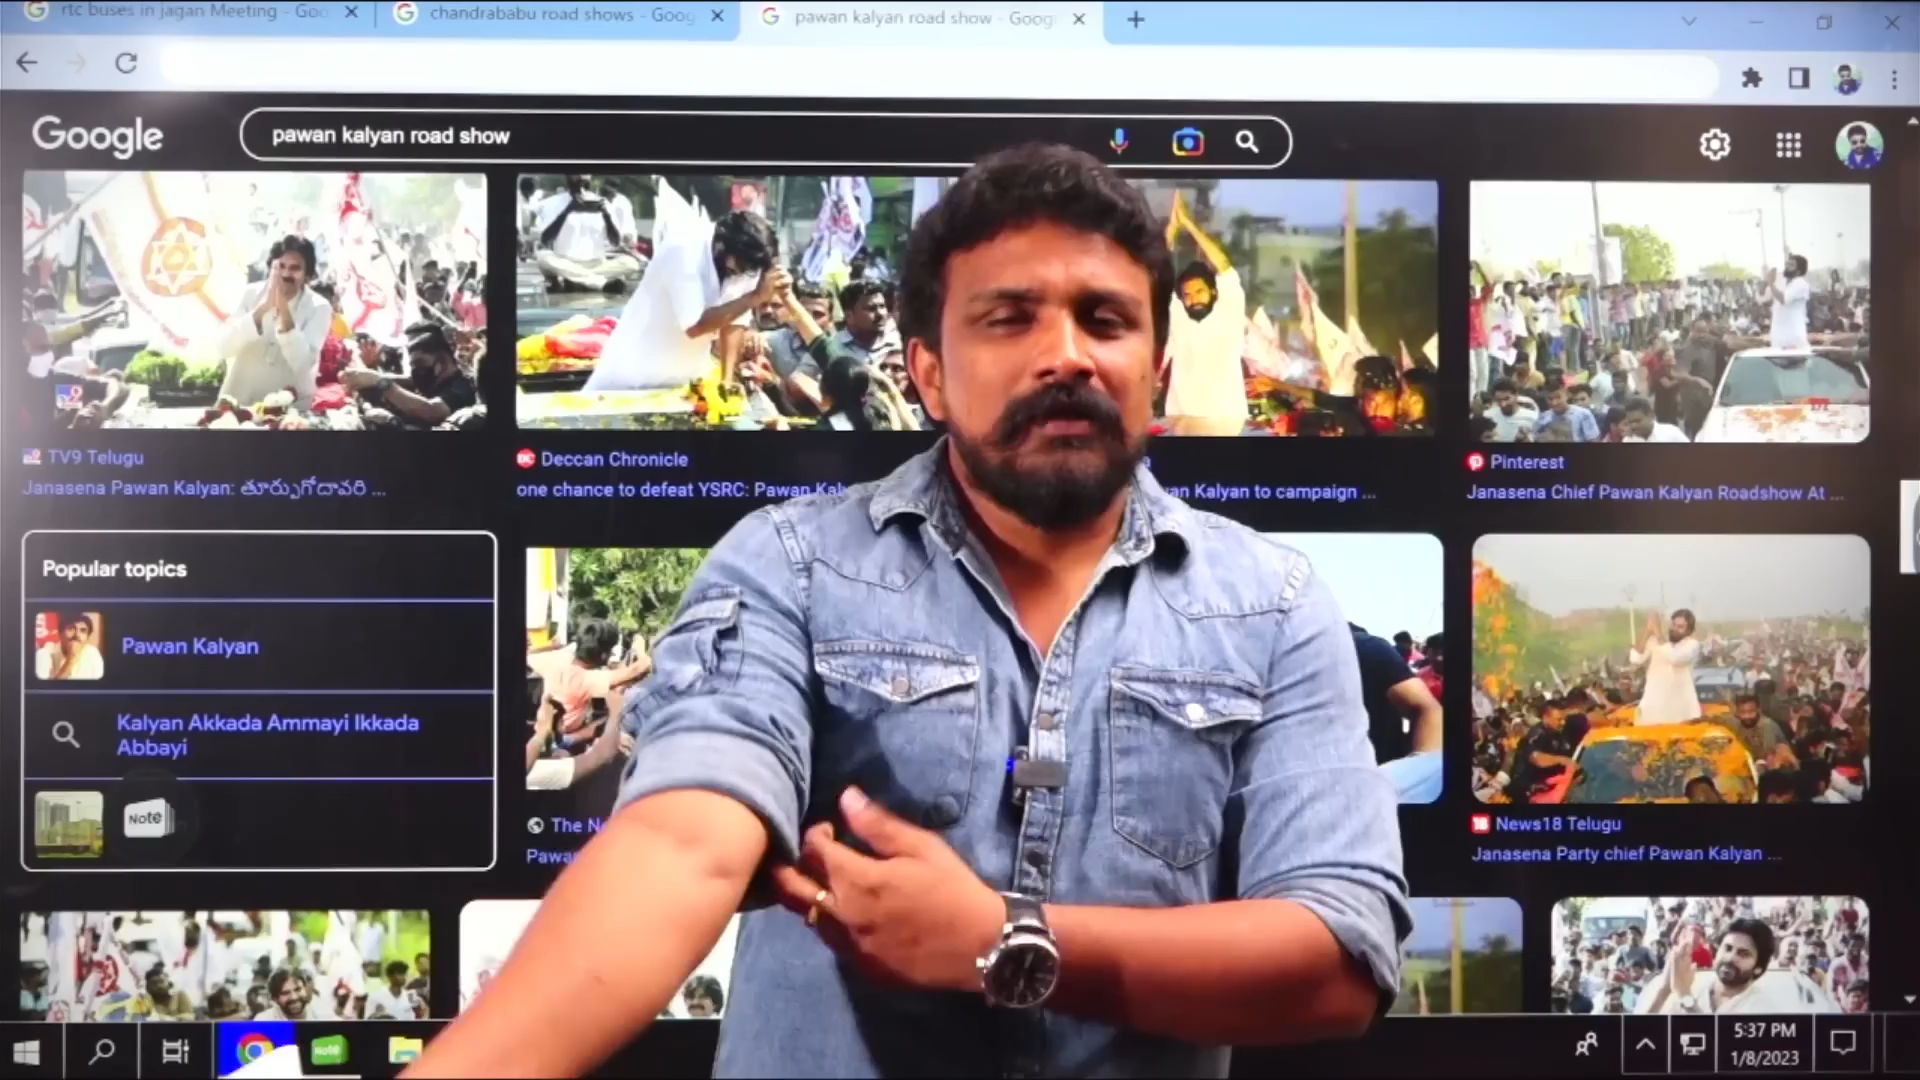 rtc buses in jagan Meeting - Goo
chandrababu road shows - Goog
pawan kalyan road show - Goog
Google
pawan kalyan road show
TV9 Telugu
Janasena Pawan Kalyan: తూర్పుగోదావరి ...
Deccan Chronicle
one chance to defeat YSRC: Pawan Kaly
an Kalyan to campaign ...
Pinterest
Janasena Chief Pawan Kalyan Roadshow At ...
Popular topics
Pawan Kalyan
Kalyan Akkada Ammayi Ikkada
Abbayi
Note
The N
Pawa
News18 Telugu
Janasena Party chief Pawan Kalyan ...
note
5:37 PM
1/8/2023